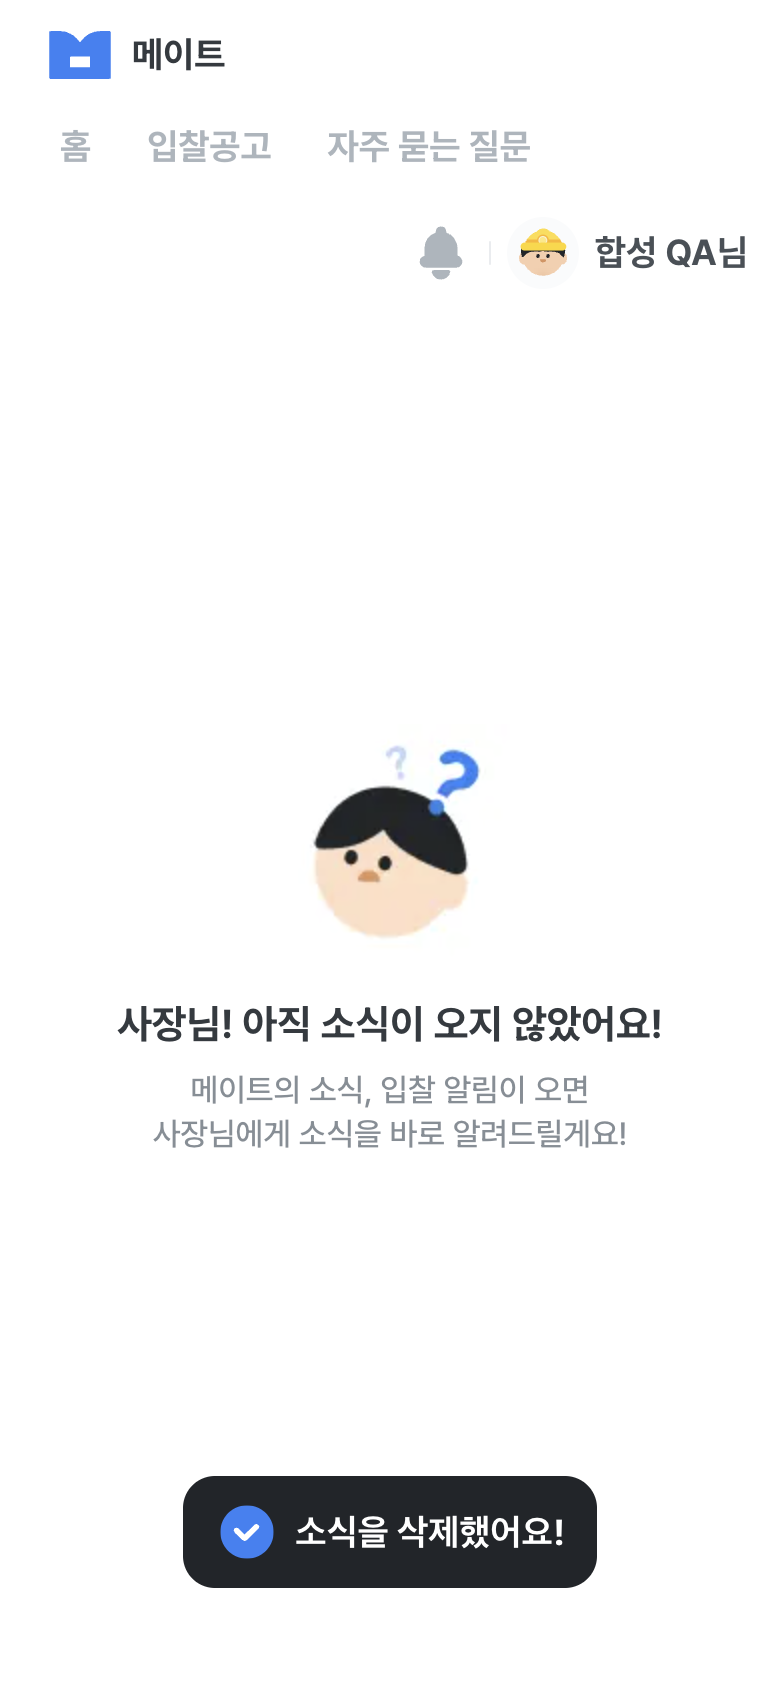 메이트
홈 입찰공고 자주 묻는 질문
합성 QA님
사장님! 아직 소식이 오지 않았어요!
메이트의 소식, 입찰 알림이 오면
사장님에게 소식을 바로 알려드릴게요!
소식을 삭제했어요!